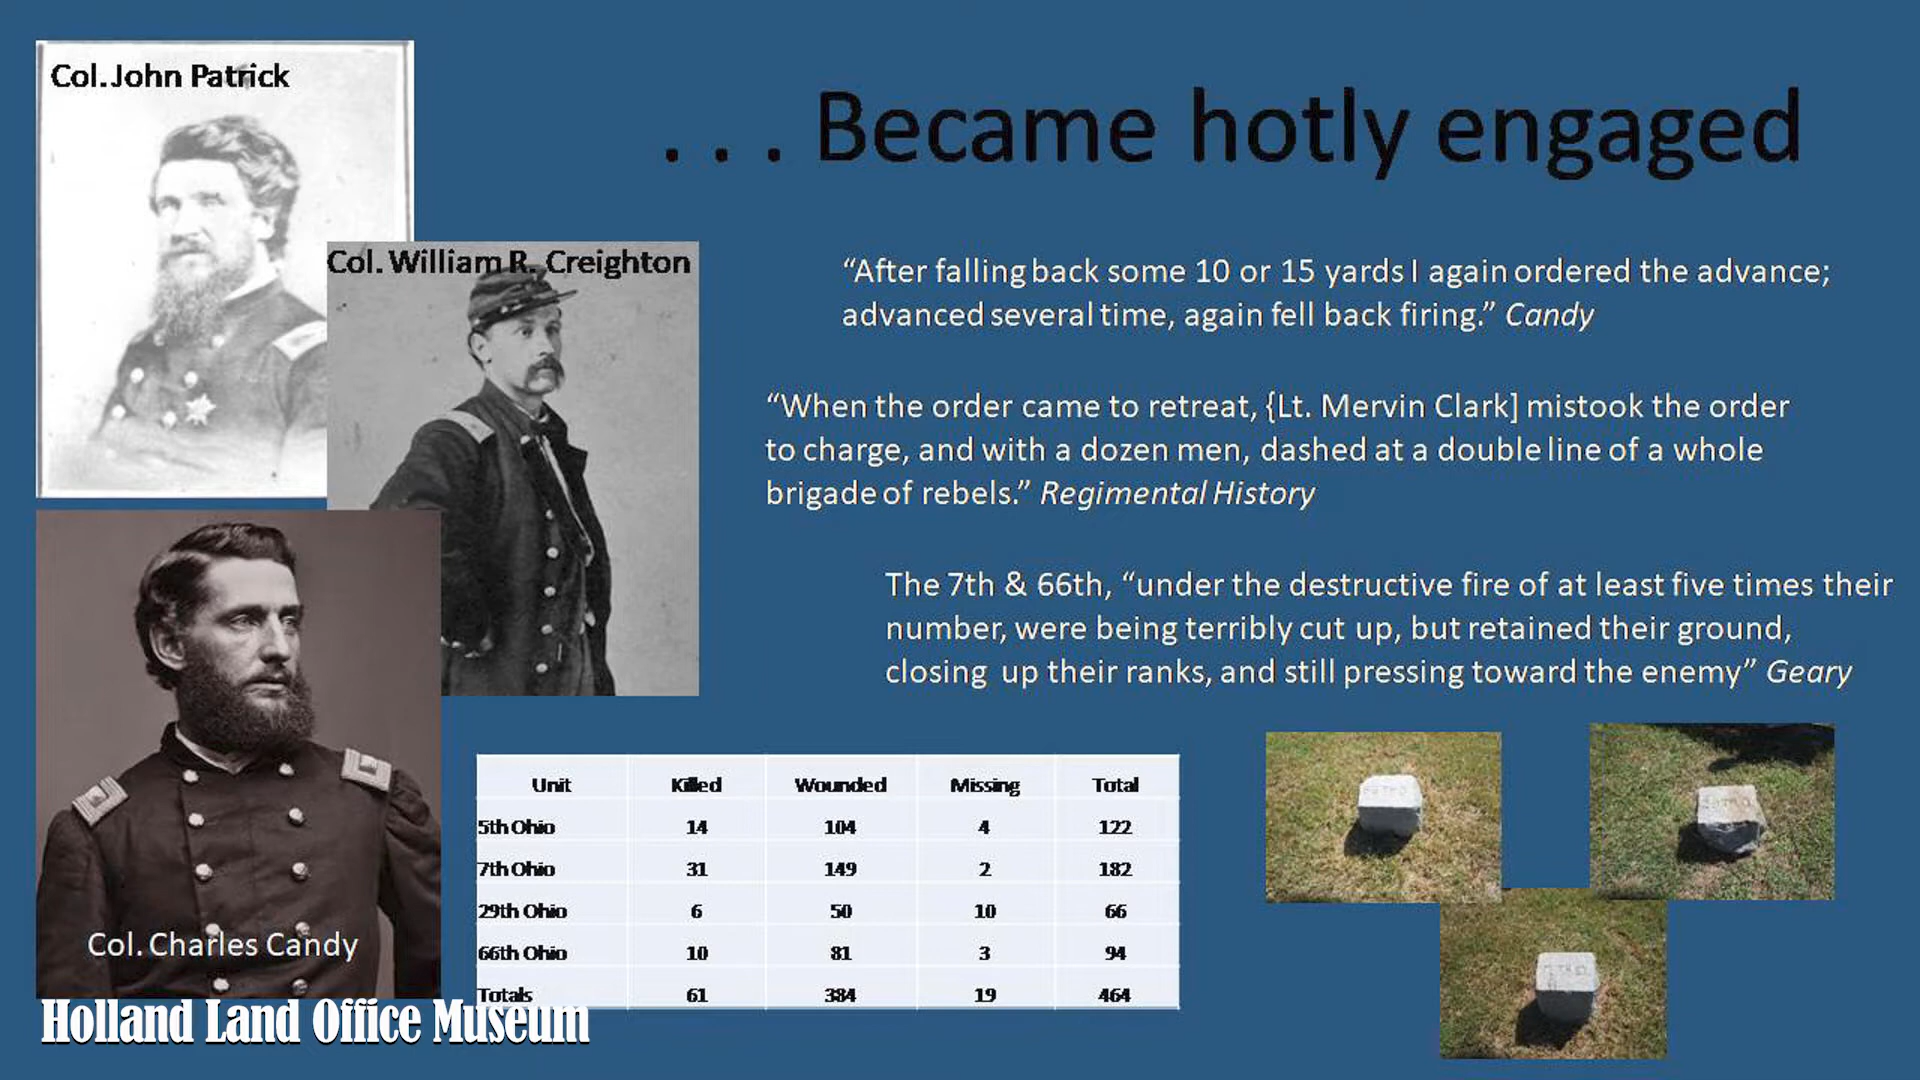 Col. John Patrick
Col. William R. Creighton
Col. Charles Candy
. . . Became hotly engaged
“After falling back some 10 or 15 yards I again ordered the advance;
advanced several time, again fell back firing.” Candy
“When the order came to retreat, {Lt. Mervin Clark] mistook the order
to charge, and with a dozen men, dashed at a double line of a whole
brigade of rebels.” Regimental History
The 7th & 66th, “under the destructive fire of at least five times their
number, were being terribly cut up, but retained their ground,
closing up their ranks, and still pressing toward the enemy” Geary
Unit Killed Wounded Missing Total
5th Ohio 14 104 4 122
7th Ohio 31 149 2 182
29th Ohio 6 50 10 66
66th Ohio 10 81 3 94
Totals 61 384 19 464
Holland Land Office Museum